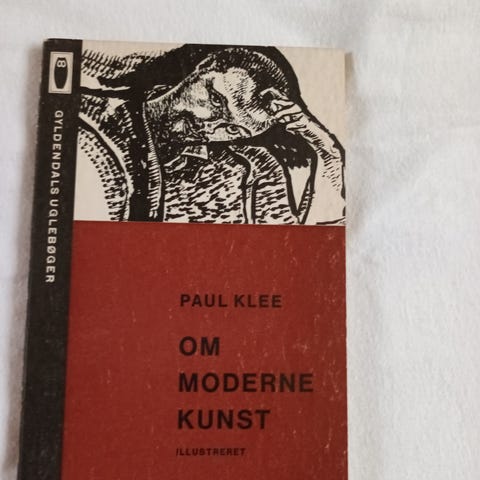 8
GYLDENDALS UGLEBØGER
PAUL KLEE
OM
MODERNE
KUNST
ILLUSTRERET